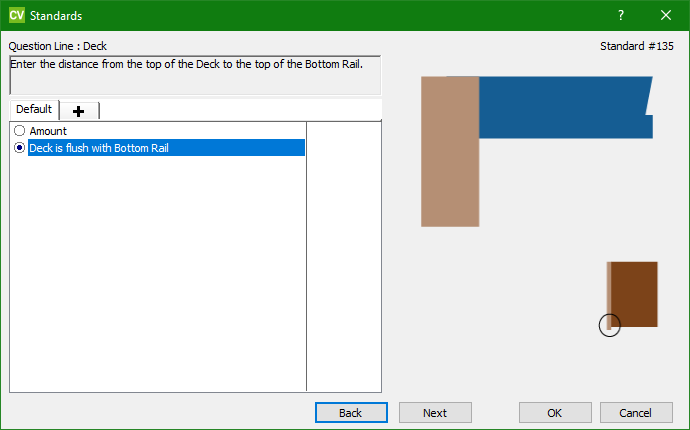 CV Standards ?
Question Line : Deck
Standard #135
Enter the distance from the top of the Deck to the top of the Bottom Rail.
Default
Amount
Deck is flush with Bottom Rail
Back Next OK Cancel